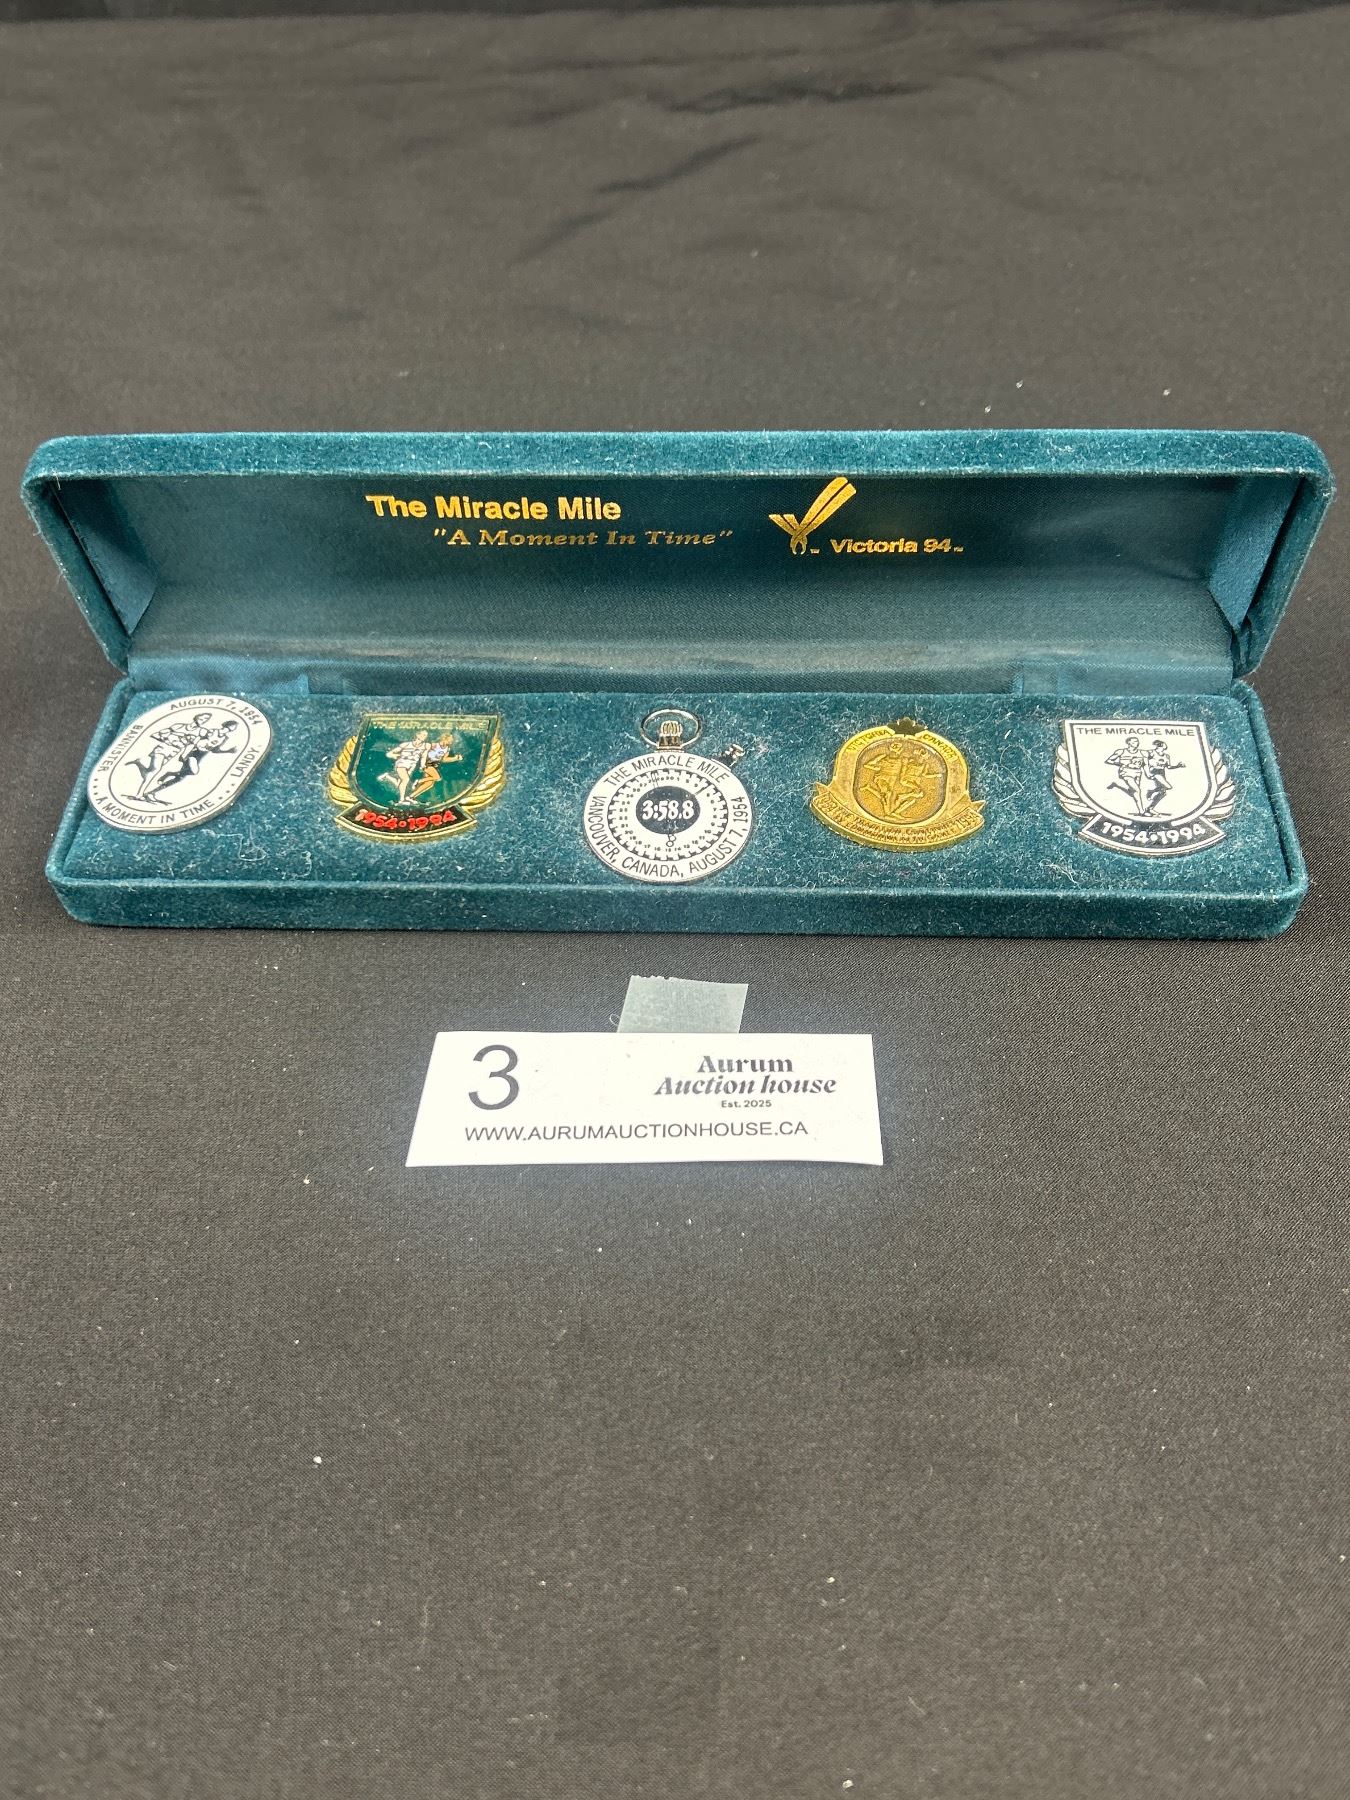 The Miracle Mile
"A Moment In Time"
Victoria 94™
AUGUST 7, 1954
BANNISTER
LANDY
A MOMENT IN TIME
THE MIRACLE MILE
1954•1994
THE MIRACLE MILE
3:58.8
VANCOUVER, CANADA, AUGUST 7, 1954
VICTORIA CANADA
THE MIRACLE MILE
1954•1994
3
Aurum
Auction house
Est. 2025
WWW.AURUMAUCTIONHOUSE.CA